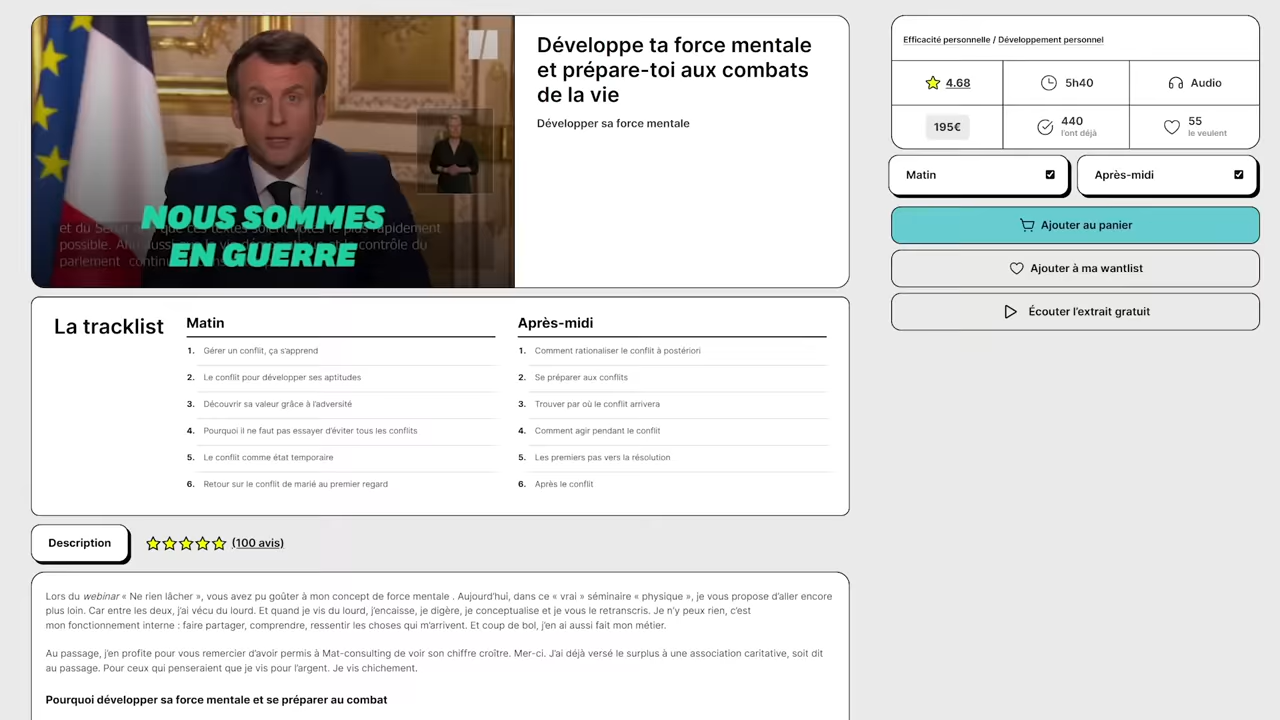 NOUS SOMMES
EN GUERRE
Développe ta force mentale
et prépare-toi aux combats
de la vie
Développer sa force mentale
Efficacité personnelle / Développement personnel
4.68
5h40
Audio
195€
440
l'ont déjà
55
le veulent
Matin
Après-midi
Ajouter au panier
Ajouter à ma wantlist
Écouter l'extrait gratuit
La tracklist
Matin
1. Gérer un conflit, ça s'apprend
2. Le conflit pour développer ses aptitudes
3. Découvrir sa valeur grâce à l'adversité
4. Pourquoi il ne faut pas essayer d'éviter tous les conflits
5. Le conflit comme état temporaire
6. Retour sur le conflit de marié au premier regard
Après-midi
1. Comment rationaliser le conflit à postériori
2. Se préparer aux conflits
3. Trouver par où le conflit arrivera
4. Comment agir pendant le conflit
5. Les premiers pas vers la résolution
6. Après le conflit
Description
(100 avis)
Lors du webinar « Ne rien lâcher », vous avez pu goûter à mon concept de force mentale . Aujourd'hui, dans ce « vrai » séminaire « physique », je vous propose d'aller encore
plus loin. Car entre les deux, j'ai vécu du lourd. Et quand je vis du lourd, j'encaisse, je digère, je conceptualise et je vous le retranscris. Je n'y peux rien, c'est
mon fonctionnement interne : faire partager, comprendre, ressentir les choses qui m'arrivent. Et coup de bol, j'en ai aussi fait mon métier.
Au passage, j'en profite pour vous remercier d'avoir permis à Mat-consulting de voir son chiffre croître. Mer-ci. J'ai déjà versé le surplus à une association caritative, soit dit
au passage. Pour ceux qui penseraient que je vis pour l'argent. Je vis chichement.
Pourquoi développer sa force mentale et se préparer au combat